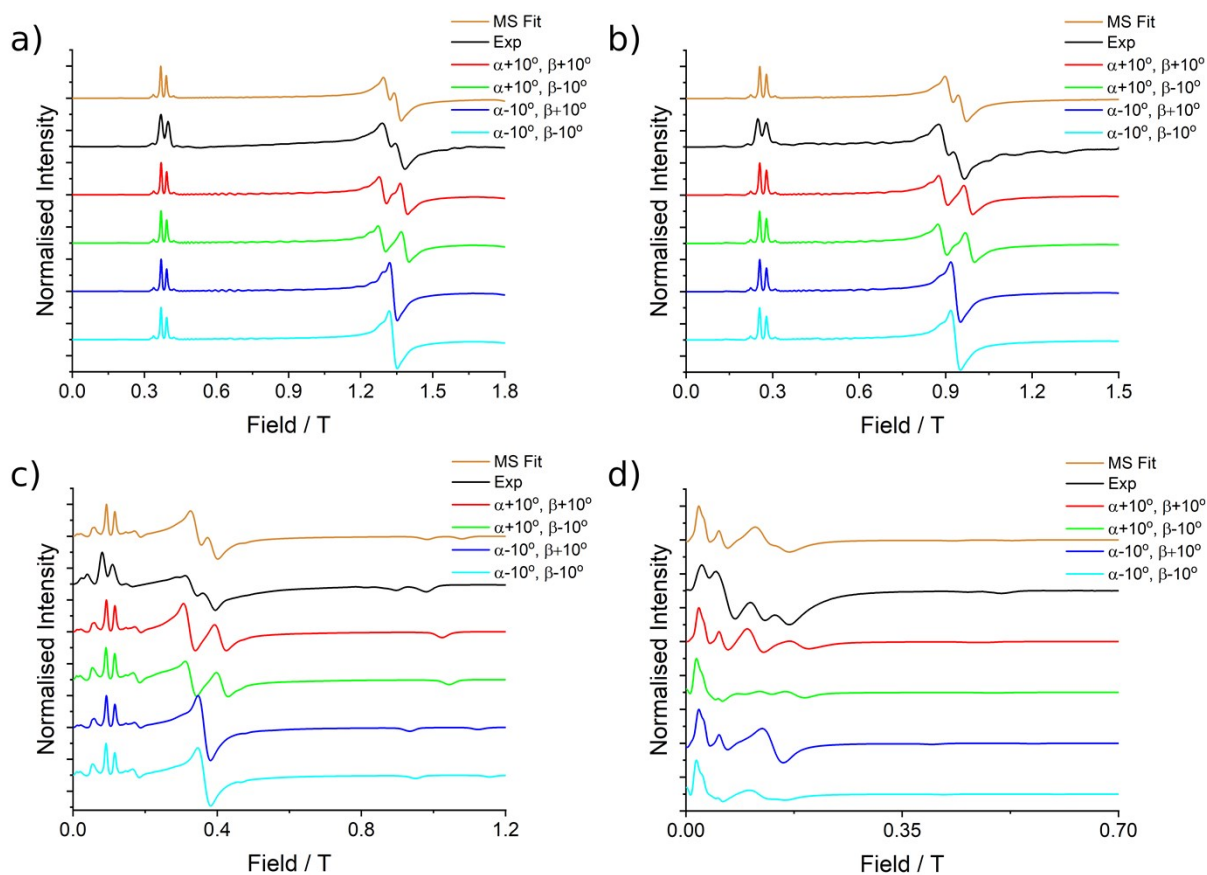 a)
MS Fit
Exp
α+10°, β+10°
α+10°, β-10°
α-10°, β+10°
α-10°, β-10°
Normalised Intensity
0.0 0.3 0.6 0.9 1.2 1.5 1.8
Field / T
b)
MS Fit
Exp
α+10°, β+10°
α+10°, β-10°
α-10°, β+10°
α-10°, β-10°
Normalised Intensity
0.0 0.3 0.6 0.9 1.2 1.5
Field / T
c)
MS Fit
Exp
α+10°, β+10°
α+10°, β-10°
α-10°, β+10°
α-10°, β-10°
Normalised Intensity
0.0 0.4 0.8 1.2
Field / T
d)
MS Fit
Exp
α+10°, β+10°
α+10°, β-10°
α-10°, β+10°
α-10°, β-10°
Normalised Intensity
0.00 0.35 0.70
Field / T